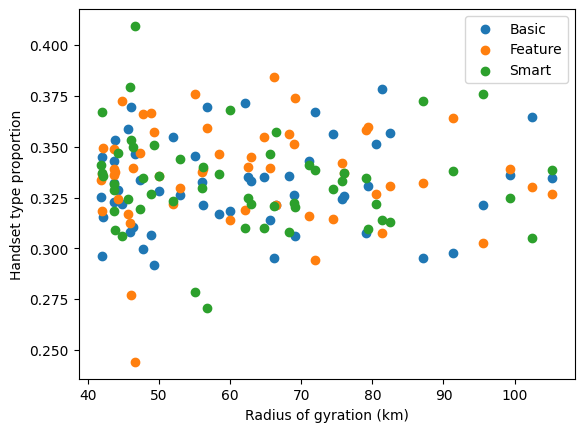 Basic
Feature
Smart
0.400
0.375
0.350
0.325
0.300
0.275
0.250
Handset type proportion
40 50 60 70 80 90 100
Radius of gyration (km)